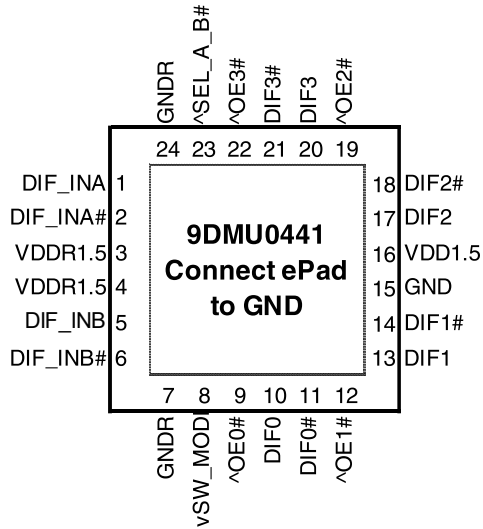 GNDR
^SEL_A_B#
^OE3#
DIF3#
DIF3
^OE2#
24 23 22 21 20 19
DIF_INA 1
DIF_INA# 2
VDDR1.5 3
VDDR1.5 4
DIF_INB 5
DIF_INB# 6
9DMU0441
Connect ePad
to GND
18 DIF2#
17 DIF2
16 VDD1.5
15 GND
14 DIF1#
13 DIF1
7 8 9 10 11 12
GNDR
vSW_MODE
^OE0#
DIF0
DIF0#
^OE1#